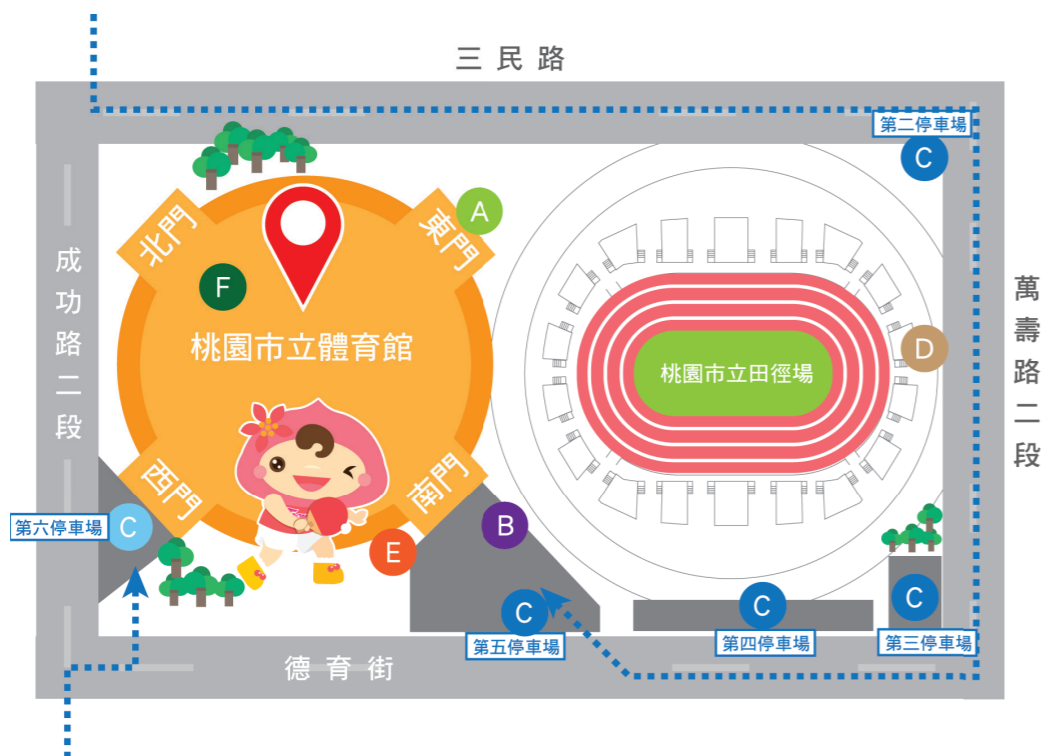 三民路
第二停車場
C
北門
東門
A
成功路二段
F
萬壽路二段
桃園市立體育館
D
桃園市立田徑場
西門
南門
第六停車場
C
B
E
C
第五停車場
C
第四停車場
C
第三停車場
德育街